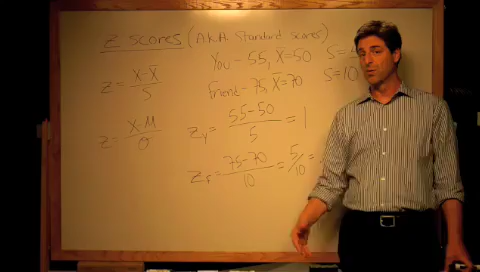 Z scores (A.K.A. Standard scores)
You - 55, X̄=50 S=
Friend - 75, X̄=70 S=10
Z = X-X̄ / S
Z = X-M / σ
Zy = 55-50 / 5 = 1
ZF = 75-70 / 10 = 5/10 =